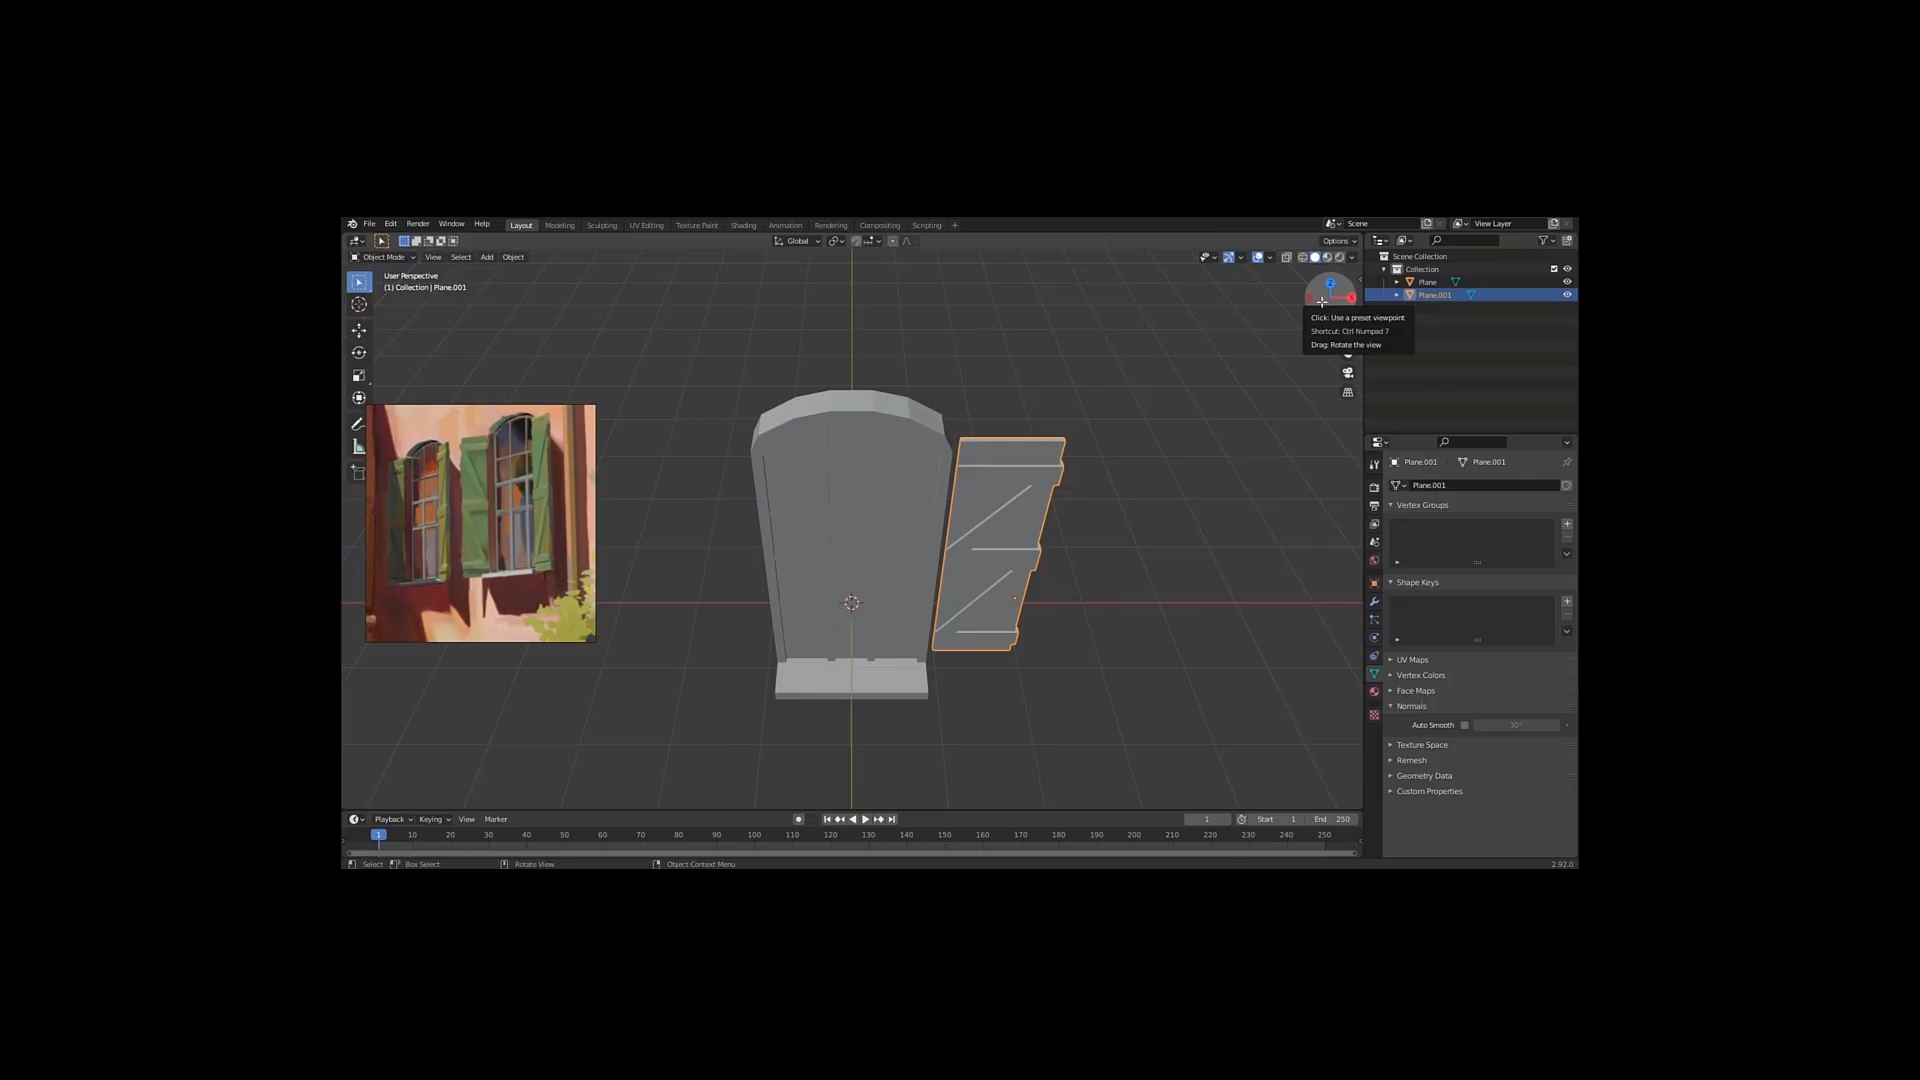 File Edit Render Window Help Layout Modeling Sculpting UV Editing Texture Paint Shading Animation Rendering Compositing Scripting + Scene View Layer
Global Options
Object Mode View Select Add Object
User Perspective
(1) Collection | Plane.001
Scene Collection
Collection
Plane
Plane.001
Z
X
Click: Use a preset viewpoint
Shortcut: Ctrl Numpad 7
Drag: Rotate the view
Plane.001 Plane.001
Plane.001
Vertex Groups
Shape Keys
UV Maps
Vertex Colors
Face Maps
Normals
Auto Smooth 30°
Texture Space
Remesh
Geometry Data
Custom Properties
Playback Keying View Marker 1 Start 1 End 250
1 10 20 30 40 50 60 70 80 90 100 110 120 130 140 150 160 170 180 190 200 210 220 230 240 250
Select Box Select Rotate View Object Context Menu 2.92.0